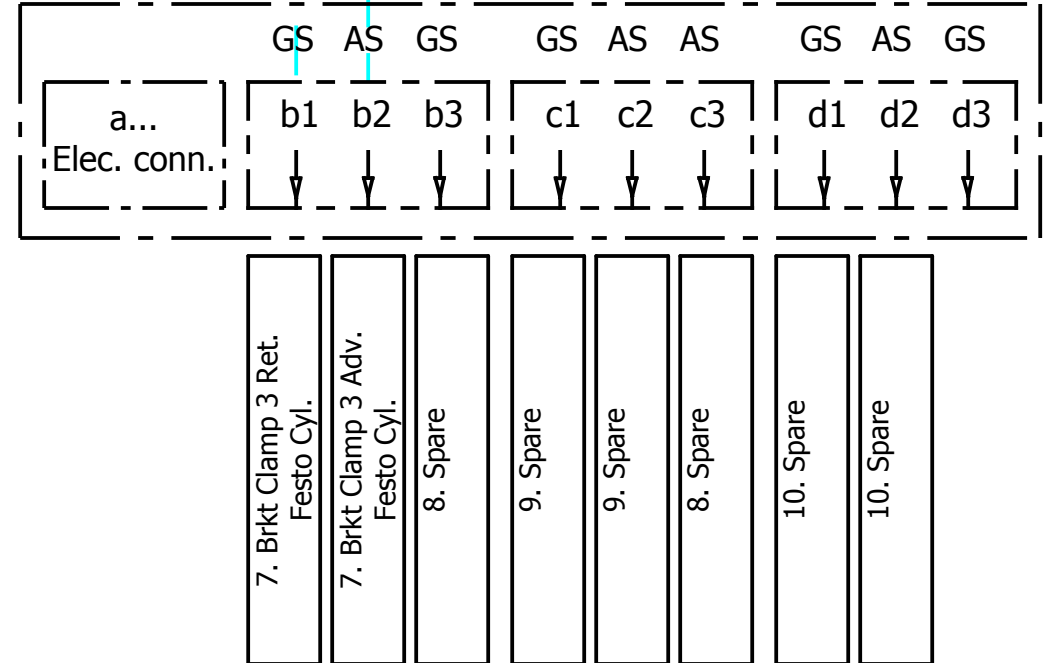 GS AS GS GS AS AS GS AS GS
a...
Elec. conn.
b1 b2 b3 c1 c2 c3 d1 d2 d3
7. Brkt Clamp 3 Ret.
Festo Cyl.
7. Brkt Clamp 3 Adv.
Festo Cyl.
8. Spare
9. Spare
9. Spare
8. Spare
10. Spare
10. Spare